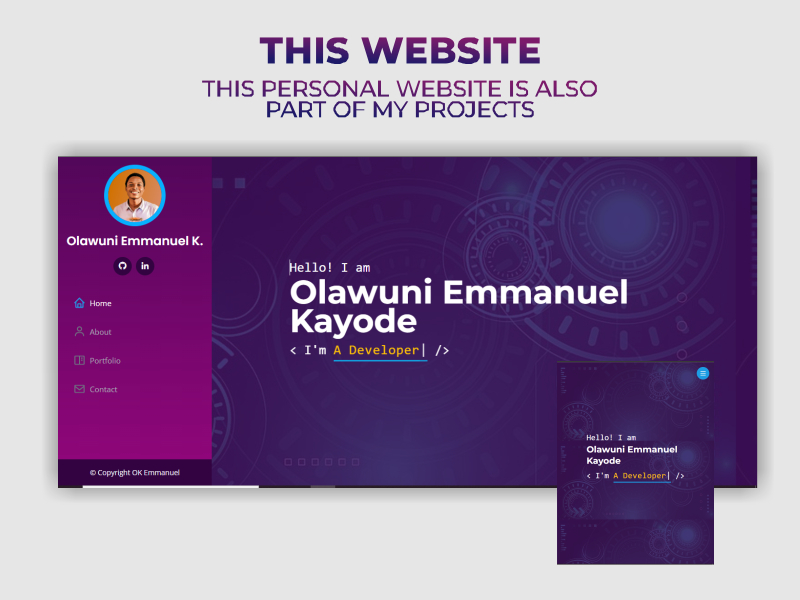 THIS WEBSITE
THIS PERSONAL WEBSITE IS ALSO
PART OF MY PROJECTS
Olawuni Emmanuel K.
in
Home
About
Portfolio
Contact
© Copyright OK Emmanuel
Hello! I am
Olawuni Emmanuel
Kayode
< I'm A Developer| />
Hello! I am
Olawuni Emmanuel
Kayode
< I'm A Developer| />